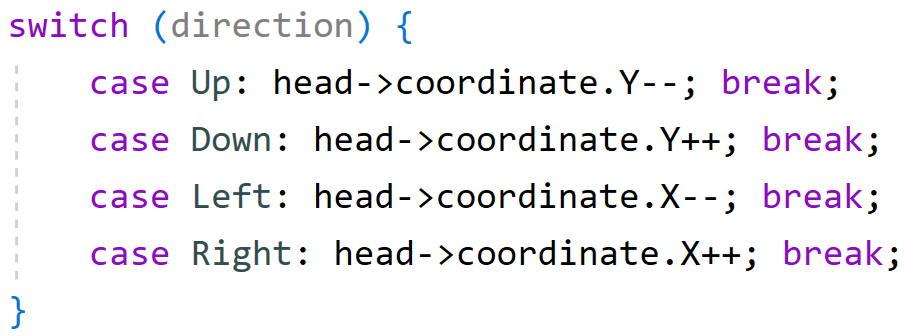 switch (direction) {
    case Up: head->coordinate.Y--; break;
    case Down: head->coordinate.Y++; break;
    case Left: head->coordinate.X--; break;
    case Right: head->coordinate.X++; break;
}